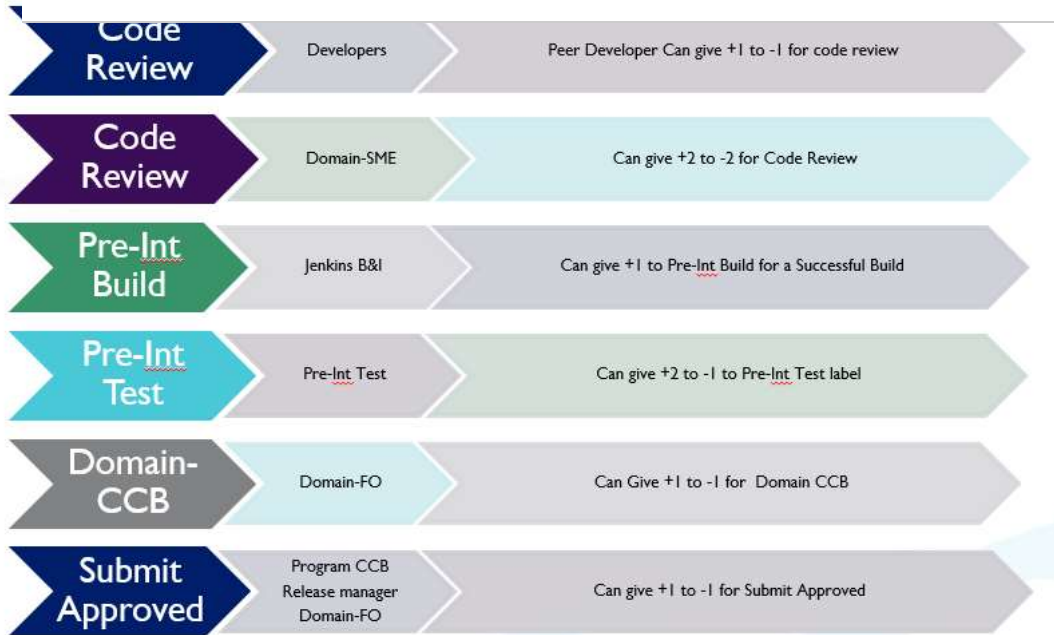 Code
Review
Developers
Peer Developer Can give +1 to -1 for code review
Code
Review
Domain-SME
Can give +2 to -2 for Code Review
Pre-Int
Build
Jenkins B&I
Can give +1 to Pre-Int Build for a Successful Build
Pre-Int
Test
Pre-Int Test
Can give +2 to -1 to Pre-Int Test label
Domain-
CCB
Domain-FO
Can Give +1 to -1 for Domain CCB
Submit
Approved
Program CCB
Release manager
Domain-FO
Can give +1 to -1 for Submit Approved